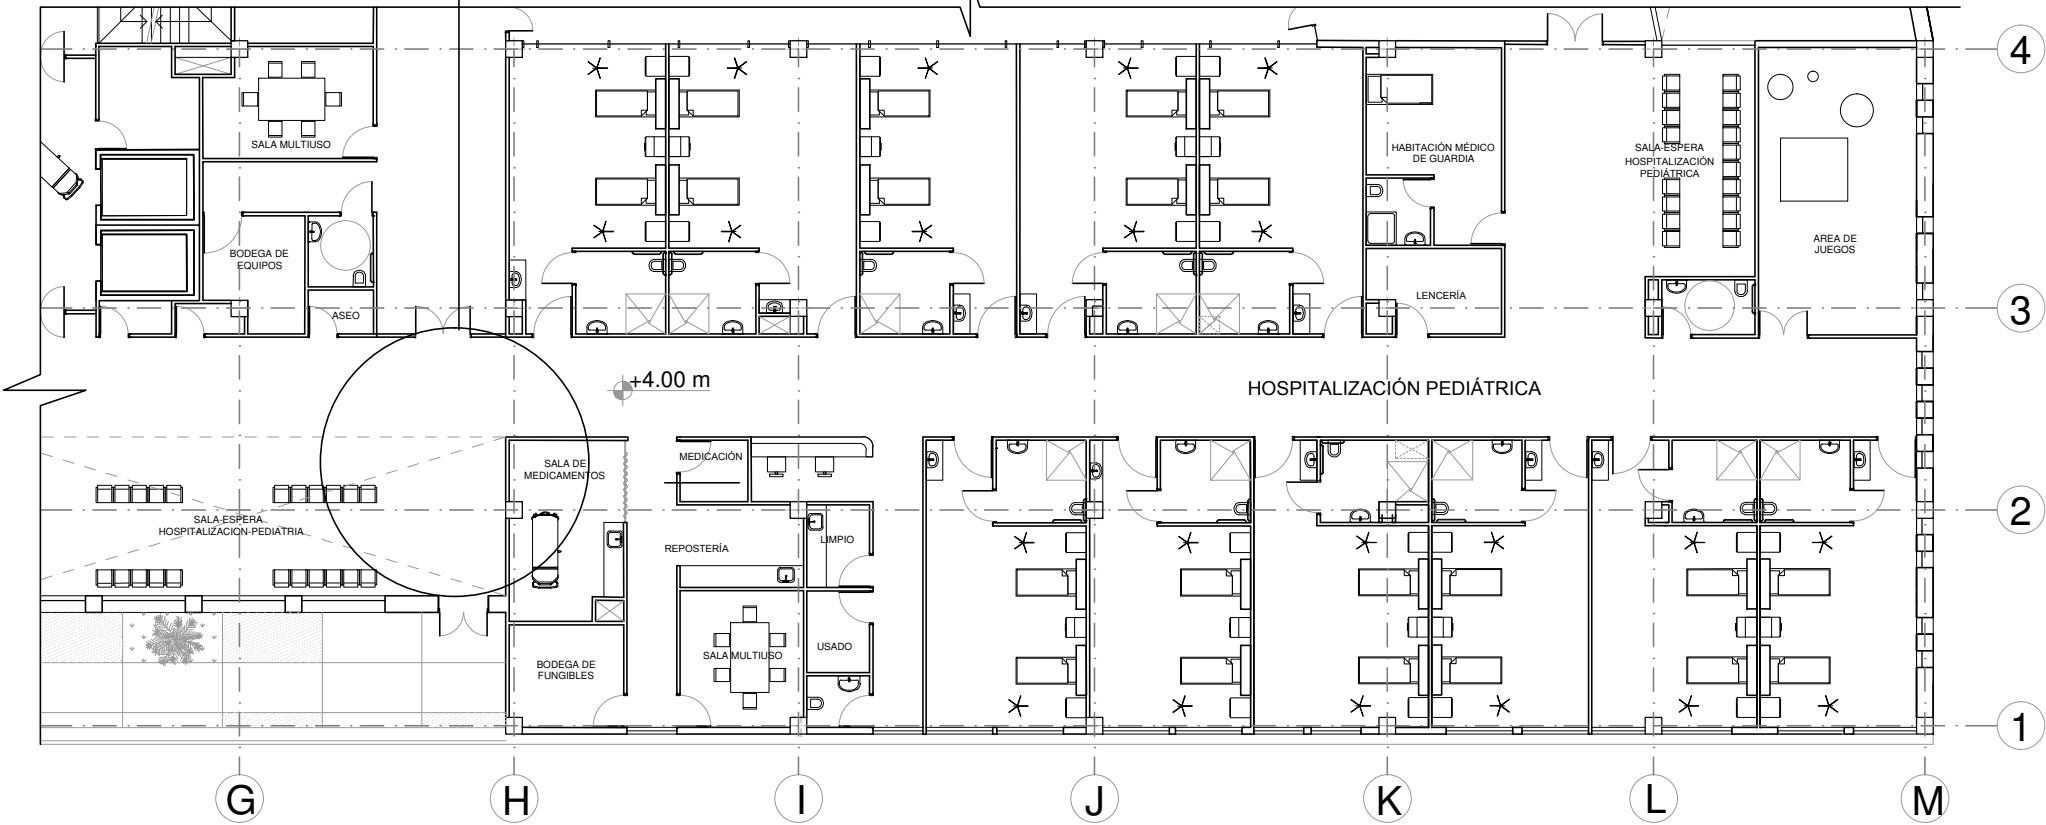 4
SALA MULTIUSO
HABITACIÓN MÉDICO
DE GUARDIA
SALA-ESPERA
HOSPITALIZACIÓN
PEDIÁTRICA
BODEGA DE
EQUIPOS
AREA DE
JUEGOS
LENCERÍA
ASEO
3
+4.00 m
HOSPITALIZACIÓN PEDIÁTRICA
SALA DE
MEDICAMENTOS
MEDICACIÓN
SALA-ESPERA
HOSPITALIZACION-PEDIATRIA
2
REPOSTERÍA
LIMPIO
BODEGA DE
FUNGIBLES
SALA MULTIUSO
USADO
1
G
H
I
J
K
L
M